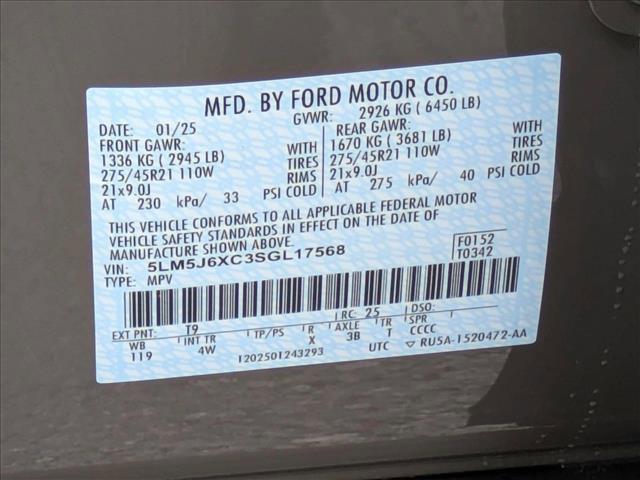 MFD. BY FORD MOTOR CO.
DATE: 01/25 GVWR: 2926 KG ( 6450 LB)
FRONT GAWR: WITH REAR GAWR: WITH
1336 KG ( 2945 LB) TIRES 1670 KG ( 3681 LB) TIRES
275/45R21 110W RIMS 275/45R21 110W RIMS
21x9.0J 21x9.0J
AT 230 kPa/ 33 PSI COLD AT 275 kPa/ 40 PSI COLD
THIS VEHICLE CONFORMS TO ALL APPLICABLE FEDERAL MOTOR
VEHICLE SAFETY STANDARDS IN EFFECT ON THE DATE OF
MANUFACTURE SHOWN ABOVE.
VIN: 5LM5J6XC3SGL17568 F0152
TYPE: MPV T0342
EXT PNT: T9 RC: 25 DSO:
WB INT TR TP/PS R AXLE TR SPR
119 4W X 3B T CCCC
1202501243293 UTC ▽ RU5A-1520472-AA